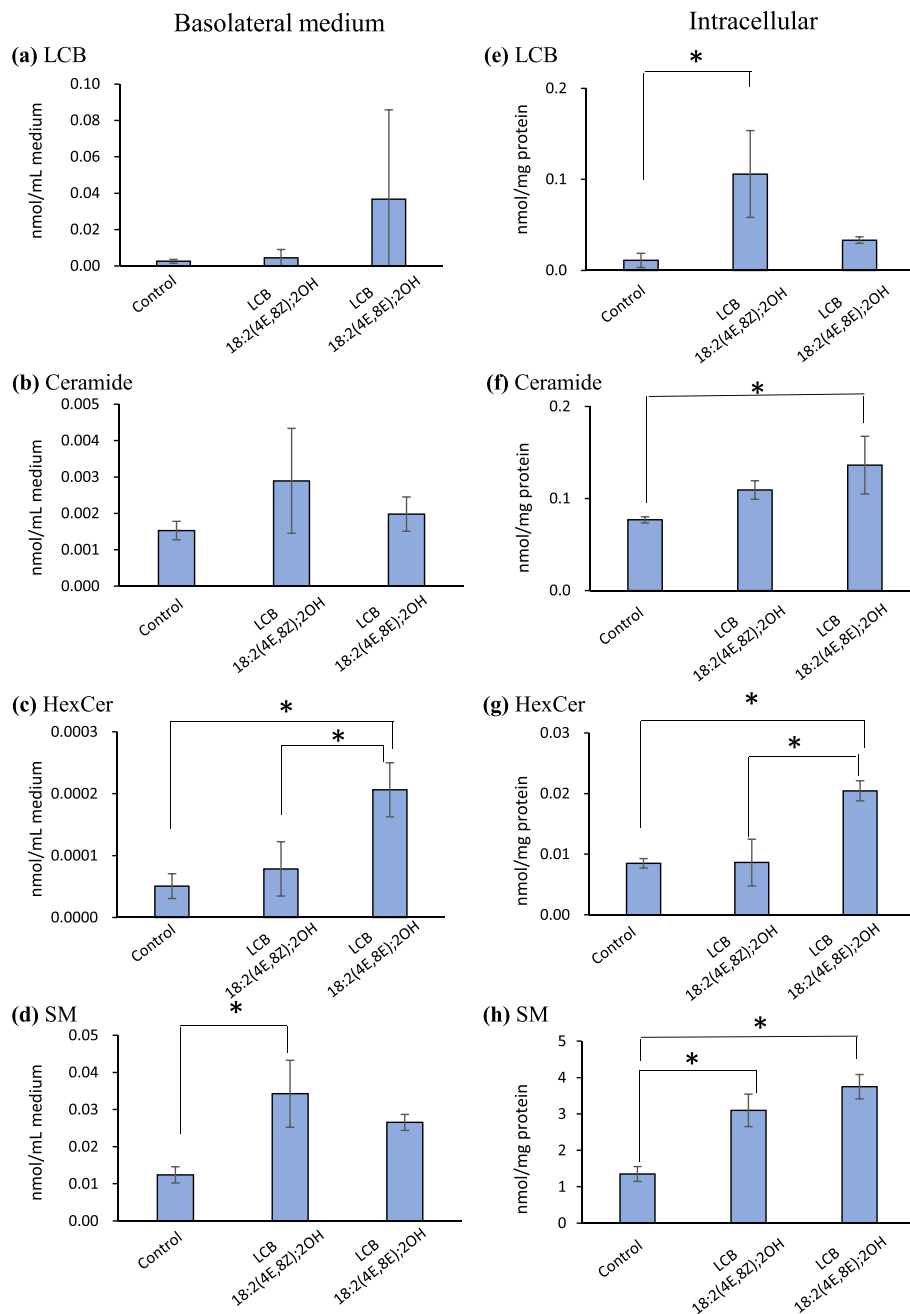 Basolateral medium
Intracellular
(a) LCB
nmol/mL medium
0.10
0.08
0.06
0.04
0.02
0.00
Control
LCB
18:2(4E,8Z);2OH
LCB
18:2(4E,8E);2OH
(e) LCB
*
nmol/mg protein
0.2
0.1
0.0
Control
LCB
18:2(4E,8Z);2OH
LCB
18:2(4E,8E);2OH
(b) Ceramide
nmol/mL medium
0.005
0.004
0.003
0.002
0.001
0.000
Control
LCB
18:2(4E,8Z);2OH
LCB
18:2(4E,8E);2OH
(f) Ceramide
*
nmol/mg protein
0.2
0.1
0.0
Control
LCB
18:2(4E,8Z);2OH
LCB
18:2(4E,8E);2OH
(c) HexCer
*
*
nmol/mL medium
0.0003
0.0002
0.0001
0.0000
Control
LCB
18:2(4E,8Z);2OH
LCB
18:2(4E,8E);2OH
(g) HexCer
*
*
nmol/mg protein
0.03
0.02
0.01
0.00
Control
LCB
18:2(4E,8Z);2OH
LCB
18:2(4E,8E);2OH
(d) SM
*
nmol/mL medium
0.05
0.04
0.03
0.02
0.01
0.00
Control
LCB
18:2(4E,8Z);2OH
LCB
18:2(4E,8E);2OH
(h) SM
*
*
nmol/mg protein
5
4
3
2
1
0
Control
LCB
18:2(4E,8Z);2OH
LCB
18:2(4E,8E);2OH